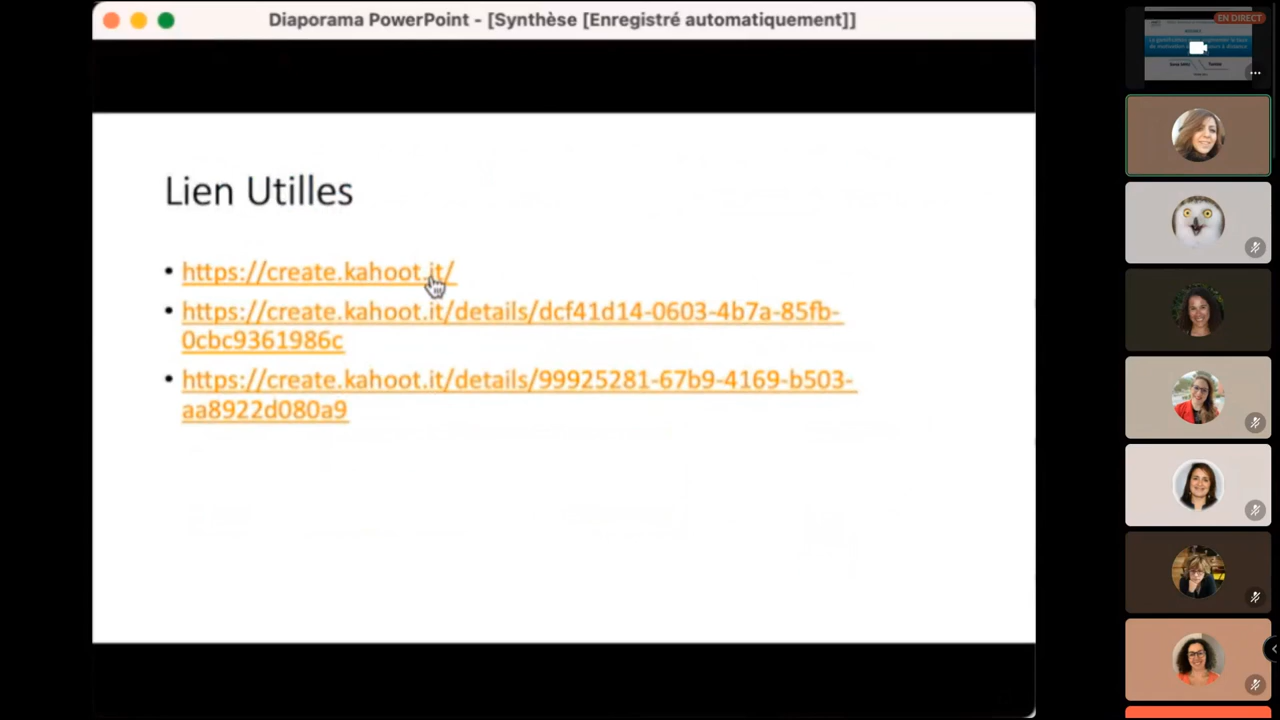 Diaporama PowerPoint - [Synthèse [Enregistré automatiquement]]
EN DIRECT
Lien Utilles
• https://create.kahoot.it/
• https://create.kahoot.it/details/dcf41d14-0603-4b7a-85fb-
0cbc9361986c
• https://create.kahoot.it/details/99925281-67b9-4169-b503-
aa8922d080a9